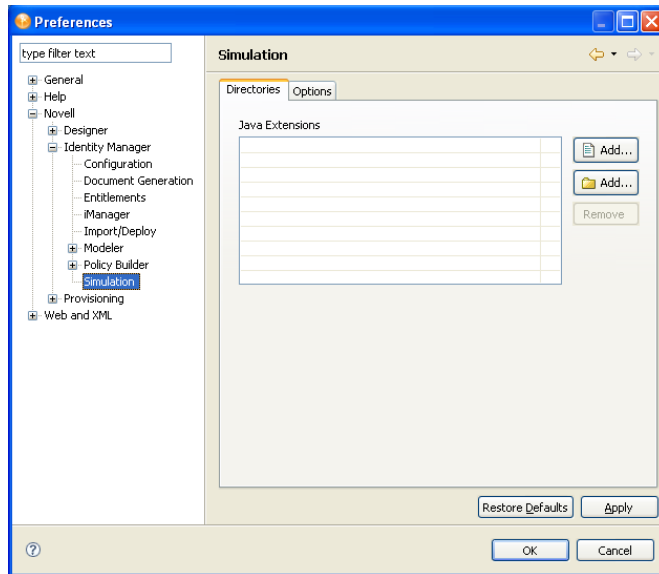 Preferences
type filter text
General
Help
Novell
Designer
Identity Manager
Configuration
Document Generation
Entitlements
iManager
Import/Deploy
Modeler
Policy Builder
Simulation
Provisioning
Web and XML
Simulation
Directories
Options
Java Extensions
Add...
Add...
Remove
Restore Defaults
Apply
OK
Cancel